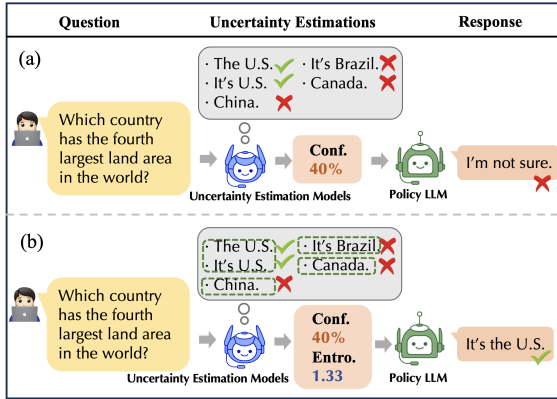 Question
Uncertainty Estimations
Response
(a)
· The U.S.
· It's Brazil.
· It's U.S.
· Canada.
· China.
Which country
has the fourth
largest land area
in the world?
Conf.
40%
I'm not sure.
Uncertainty Estimation Models
Policy LLM
(b)
· The U.S.
· It's Brazil.
· It's U.S.
· Canada.
· China.
Which country
has the fourth
largest land area
in the world?
Conf.
40%
Entro.
1.33
It's the U.S.
Uncertainty Estimation Models
Policy LLM